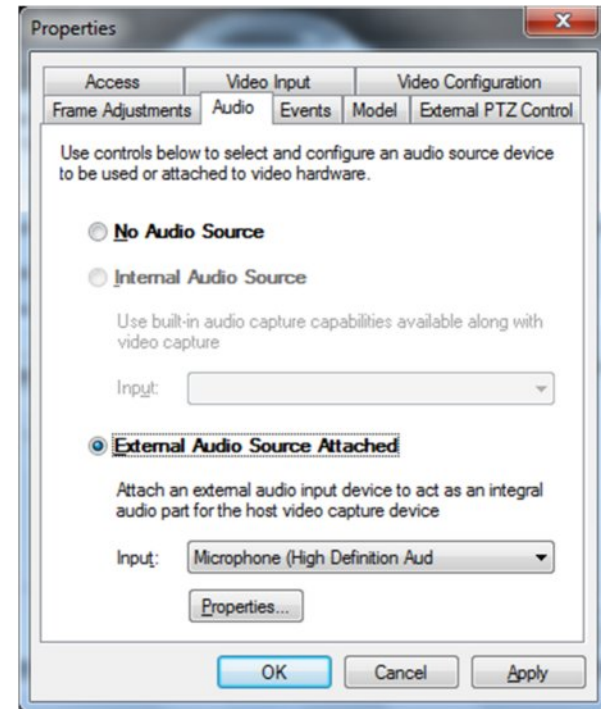 Properties
Access Video Input Video Configuration
Frame Adjustments Audio Events Model External PTZ Control
Use controls below to select and configure an audio source device
to be used or attached to video hardware.
No Audio Source
Internal Audio Source
Use built-in audio capture capabilities available along with
video capture
Input:
External Audio Source Attached
Attach an external audio input device to act as an integral
audio part for the host video capture device
Input: Microphone (High Definition Aud
Properties...
OK Cancel Apply